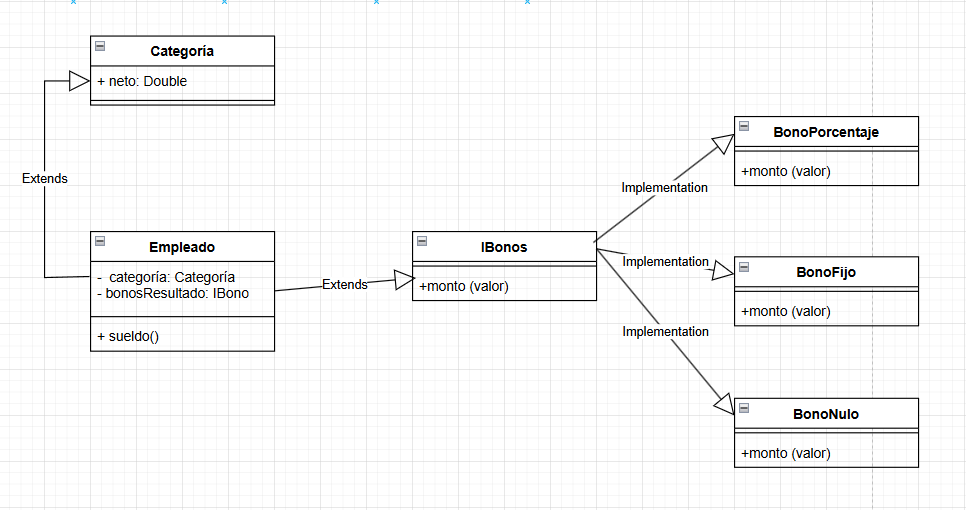 Categoría
+ neto: Double
Extends
Empleado
- categoría: Categoría
- bonosResultado: IBono
+ sueldo()
Extends
IBonos
+monto (valor)
Implementation
Implementation
Implementation
BonoPorcentaje
+monto (valor)
BonoFijo
+monto (valor)
BonoNulo
+monto (valor)